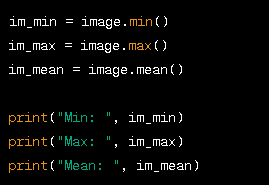 im_min = image.min()
im_max = image.max()
im_mean = image.mean()
print("Min: ", im_min)
print("Max: ", im_max)
print("Mean: ", im_mean)